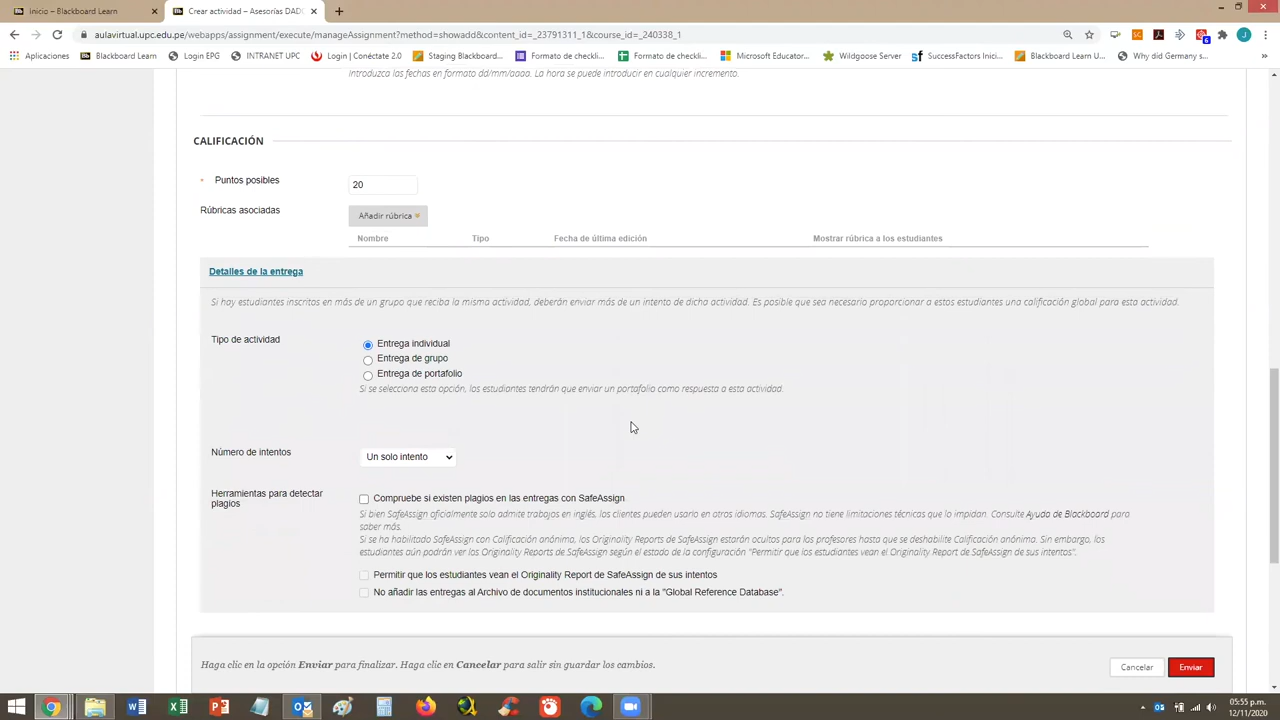 Inicio – Blackboard Learn
Crear actividad – Asesorías DADU
aulavirtual.upc.edu.pe/webapps/assignment/execute/manageAssignment?method=showadd&content_id=_23791311_1&course_id=_240338_1
6
J
Aplicaciones
Blackboard Learn
Login EPG
INTRANET UPC
Login | Conéctate 2.0
Staging Blackboard...
Formato de checkli...
Formato de checkli...
Microsoft Educator...
Wildgoose Server
SuccessFactors Inici...
Blackboard Learn U...
Why did Germany s...
»
Introduzca las fechas en formato dd/mm/aaaa. La hora se puede introducir en cualquier incremento.
CALIFICACIÓN
Puntos posibles
20
Rúbricas asociadas
Añadir rúbrica
Nombre
Tipo
Fecha de última edición
Mostrar rúbrica a los estudiantes
Detalles de la entrega
Si hay estudiantes inscritos en más de un grupo que reciba la misma actividad, deberán enviar más de un intento de dicha actividad. Es posible que sea necesario proporcionar a estos estudiantes una calificación global para esta actividad.
Tipo de actividad
Entrega individual
Entrega de grupo
Entrega de portafolio
Si se selecciona esta opción, los estudiantes tendrán que enviar un portafolio como respuesta a esta actividad.
Número de intentos
Un solo intento
Herramientas para detectar
plagios
Compruebe si existen plagios en las entregas con SafeAssign
Si bien SafeAssign oficialmente solo admite trabajos en inglés, los clientes pueden usarlo en otros idiomas. SafeAssign no tiene limitaciones técnicas que lo impidan. Consulte Ayuda de Blackboard para
saber más.
Si se ha habilitado SafeAssign con Calificación anónima, los Originality Reports de SafeAssign estarán ocultos para los profesores hasta que se deshabilite Calificación anónima. Sin embargo, los
estudiantes aún podrán ver los Originality Reports de SafeAssign según el estado de la configuración "Permitir que los estudiantes vean el Originality Report de SafeAssign de sus intentos".
Permitir que los estudiantes vean el Originality Report de SafeAssign de sus intentos
No añadir las entregas al Archivo de documentos institucionales ni a la "Global Reference Database".
Haga clic en la opción Enviar para finalizar. Haga clic en Cancelar para salir sin guardar los cambios.
Cancelar
Enviar
05:55 p.m.
12/11/2020